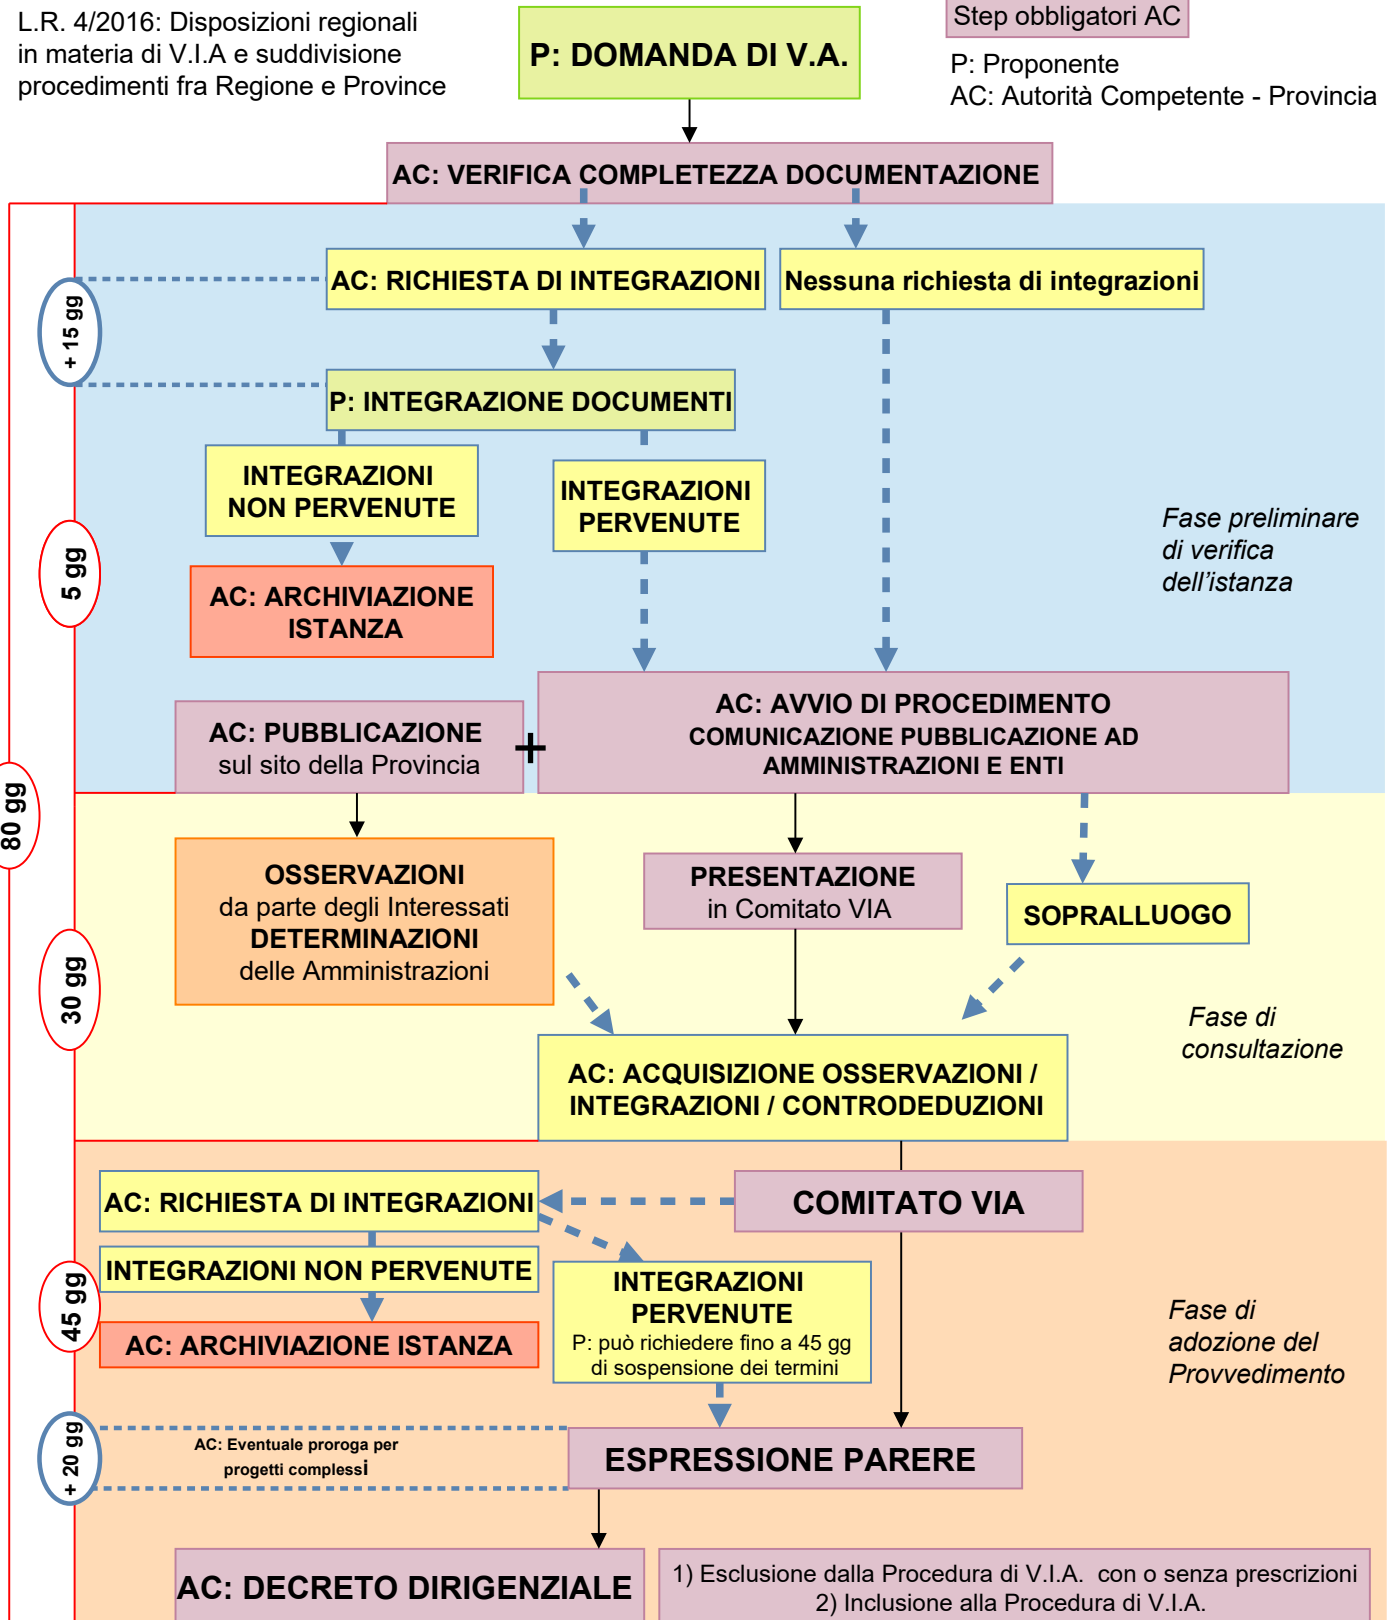 L.R. 4/2016: Disposizioni regionali
in materia di V.I.A e suddivisione
procedimenti fra Regione e Province
P: DOMANDA DI V.A.
Step obbligatori AC
P: Proponente
AC: Autorità Competente - Provincia
AC: VERIFICA COMPLETEZZA DOCUMENTAZIONE
AC: RICHIESTA DI INTEGRAZIONI
Nessuna richiesta di integrazioni
+ 15 gg
P: INTEGRAZIONE DOCUMENTI
INTEGRAZIONI
NON PERVENUTE
INTEGRAZIONI
PERVENUTE
Fase preliminare
di verifica
dell'istanza
5 gg
AC: ARCHIVIAZIONE
ISTANZA
AC: PUBBLICAZIONE
sul sito della Provincia
+
AC: AVVIO DI PROCEDIMENTO
COMUNICAZIONE PUBBLICAZIONE AD
AMMINISTRAZIONI E ENTI
80 gg
OSSERVAZIONI
da parte degli Interessati
DETERMINAZIONI
delle Amministrazioni
PRESENTAZIONE
in Comitato VIA
SOPRALLUOGO
30 gg
Fase di
consultazione
AC: ACQUISIZIONE OSSERVAZIONI /
INTEGRAZIONI / CONTRODEDUZIONI
AC: RICHIESTA DI INTEGRAZIONI
COMITATO VIA
INTEGRAZIONI NON PERVENUTE
45 gg
INTEGRAZIONI
PERVENUTE
P: può richiedere fino a 45 gg
di sospensione dei termini
AC: ARCHIVIAZIONE ISTANZA
Fase di
adozione del
Provvedimento
+ 20 gg
AC: Eventuale proroga per
progetti complessi
ESPRESSIONE PARERE
AC: DECRETO DIRIGENZIALE
1) Esclusione dalla Procedura di V.I.A. con o senza prescrizioni
2) Inclusione alla Procedura di V.I.A.